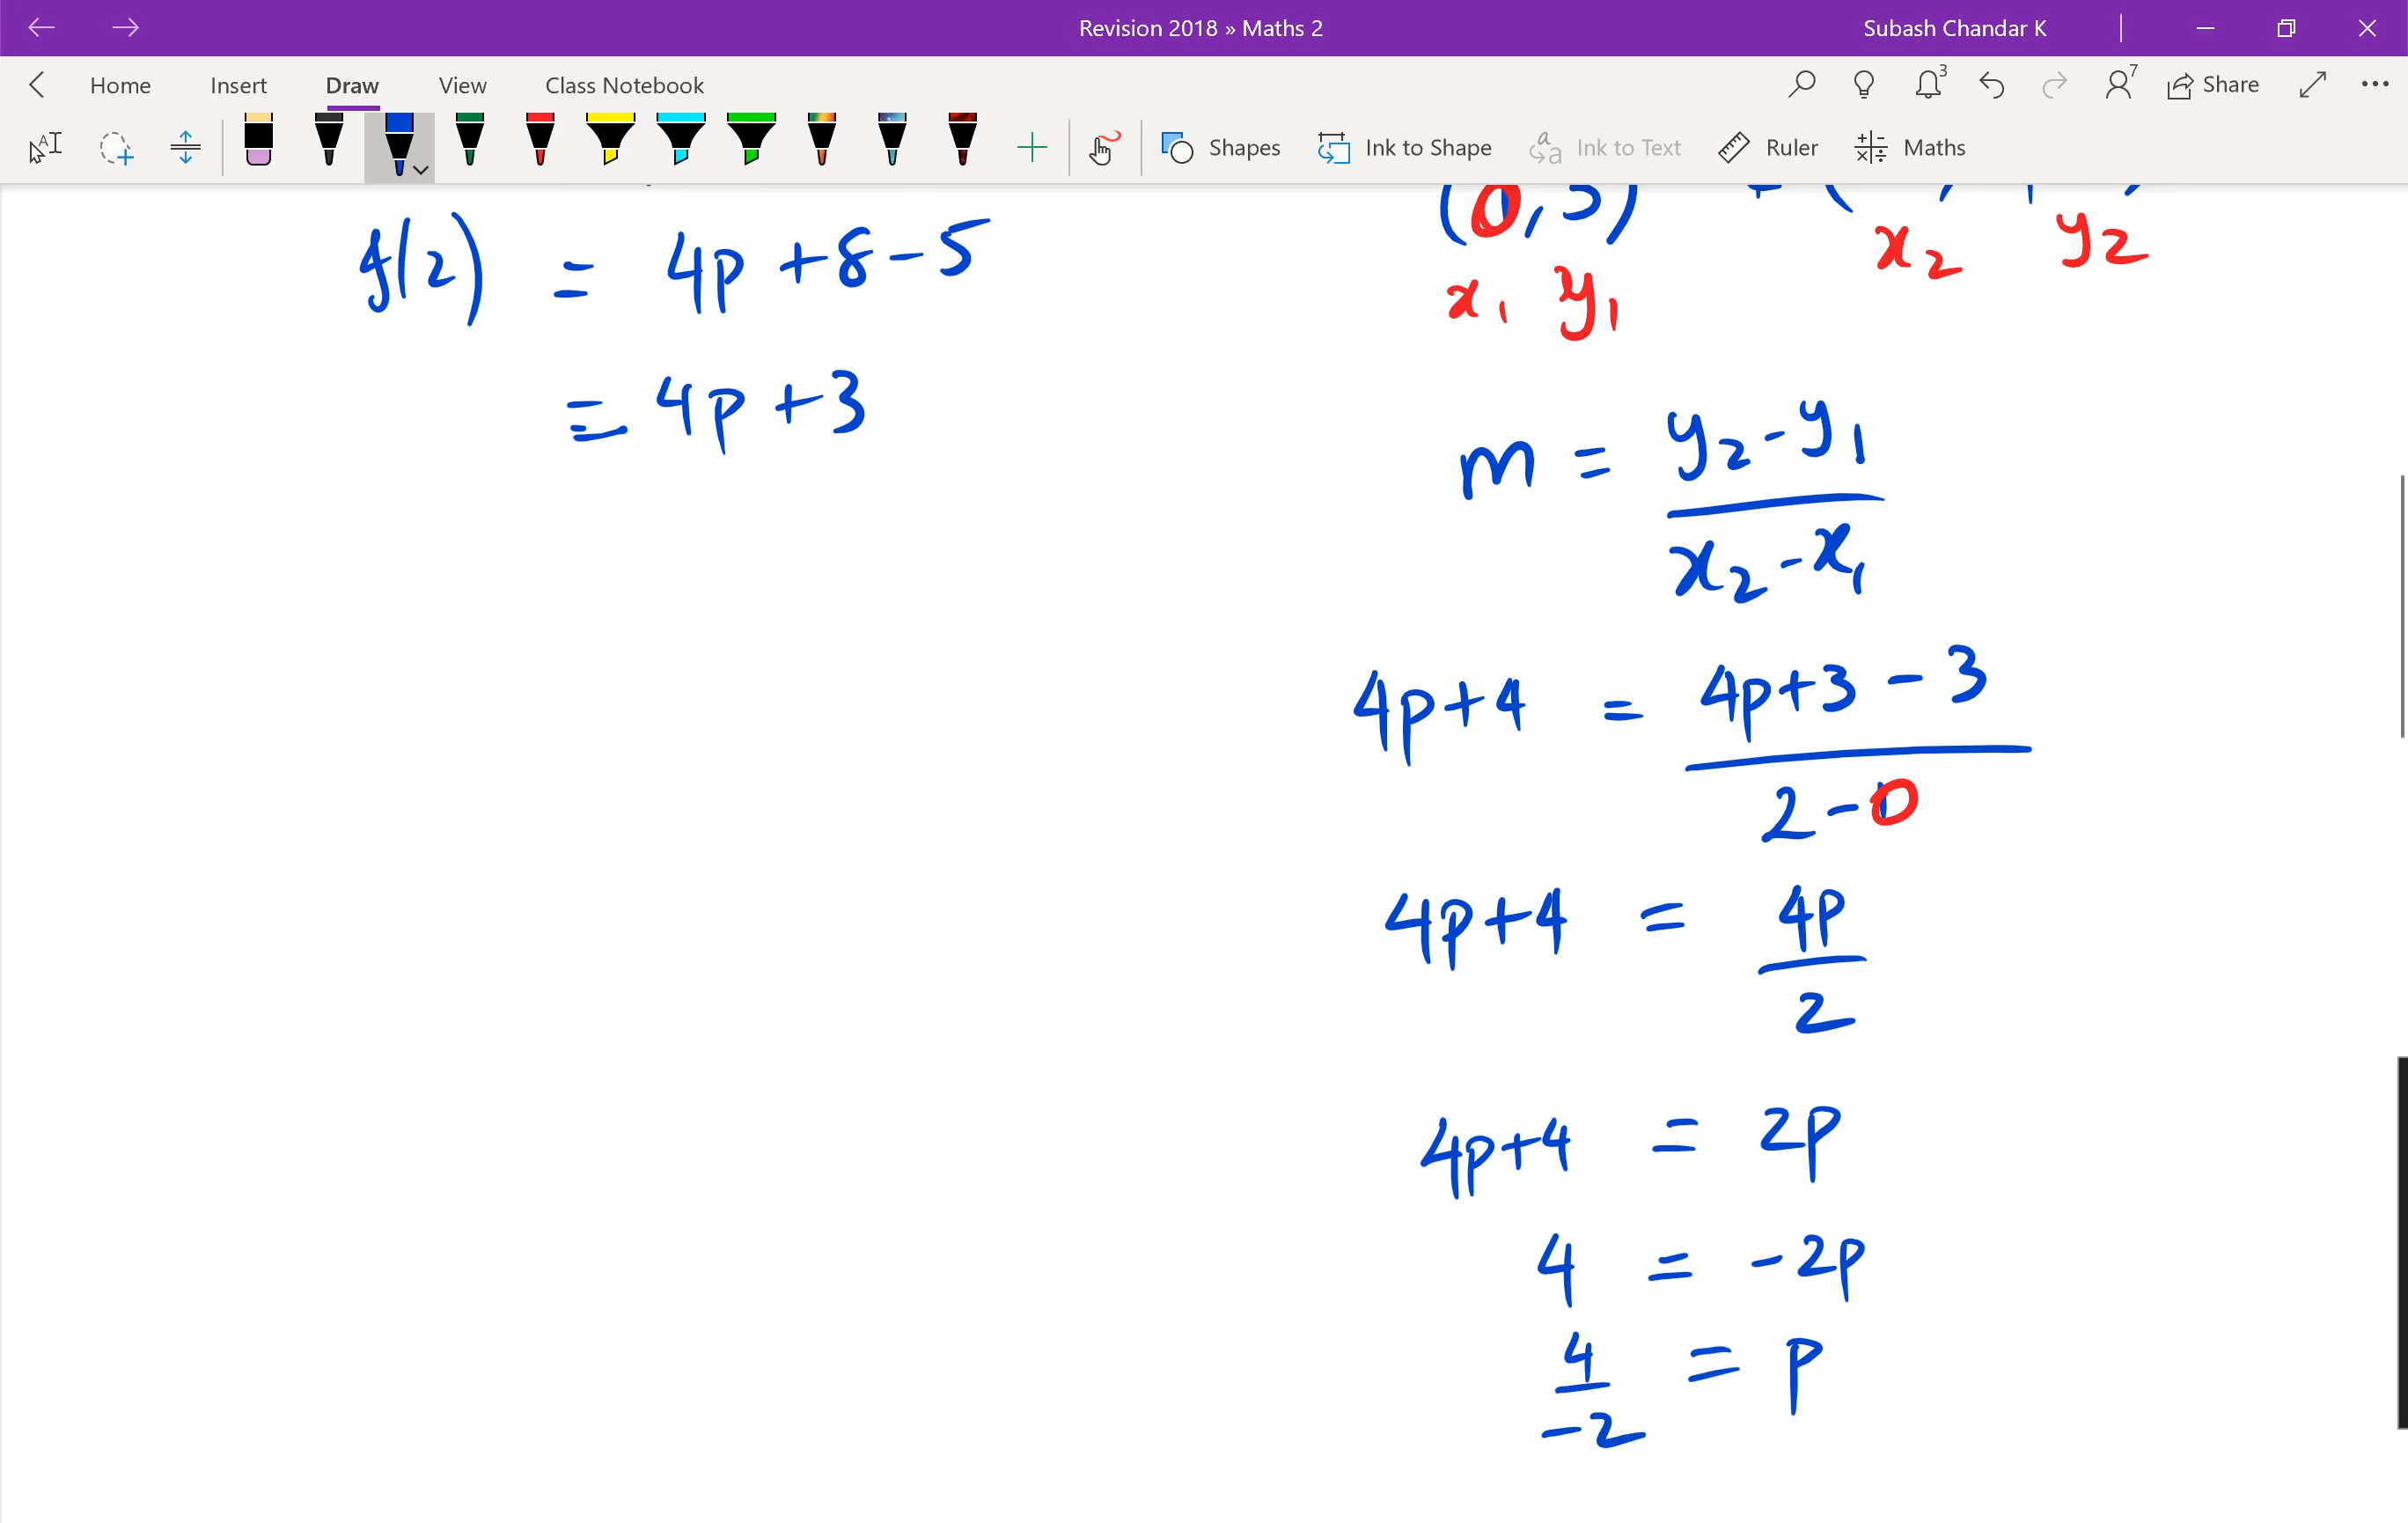 Revision 2018 » Maths 2
Subash Chandar K
Home Insert Draw View Class Notebook
3
7
Share
Shapes Ink to Shape Ink to Text Ruler Maths
f(2) = 4p + 8 - 5
= 4p + 3
(0, 3)
x1 y1
x2 y2
m = y2 - y1
x2 - x1
4p + 4 = 4p + 3 - 3
2 - 0
4p + 4 = 4p
2
4p + 4 = 2p
4 = -2p
4
-2
= p